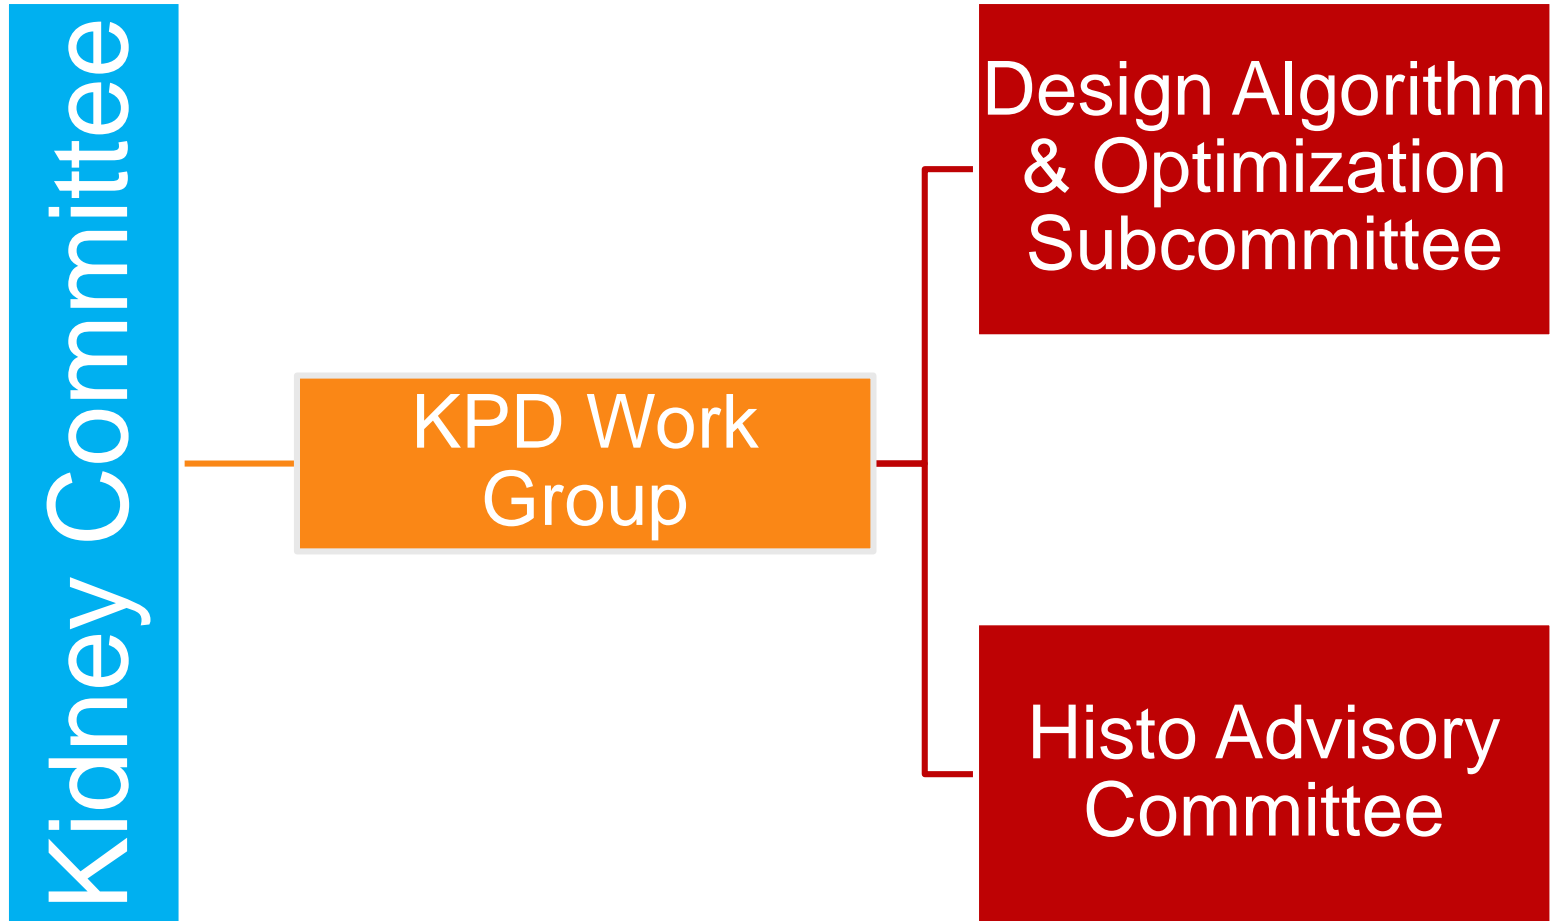 Kidney Committee
KPD Work
Group
Design Algorithm
& Optimization
Subcommittee
Histo Advisory
Committee